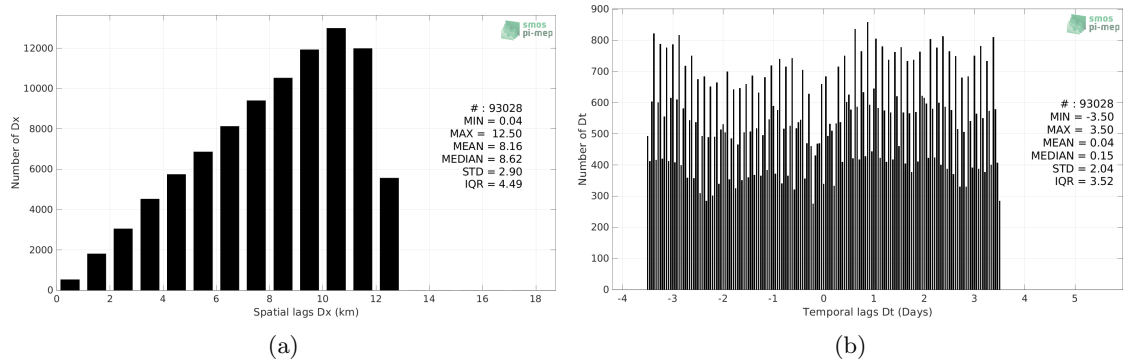 smos
pi-mep
12000
10000
8000
6000
4000
2000
0
Number of Dx
# : 93028
MIN = 0.04
MAX = 12.50
MEAN = 8.16
MEDIAN = 8.62
STD = 2.90
IQR = 4.49
0 2 4 6 8 10 12 14 16 18
Spatial lags Dx (km)
(a)
smos
pi-mep
900
800
700
600
500
400
300
200
100
0
Number of Dt
# : 93028
MIN = -3.50
MAX = 3.50
MEAN = 0.04
MEDIAN = 0.15
STD = 2.04
IQR = 3.52
-4 -3 -2 -1 0 1 2 3 4 5
Temporal lags Dt (Days)
(b)